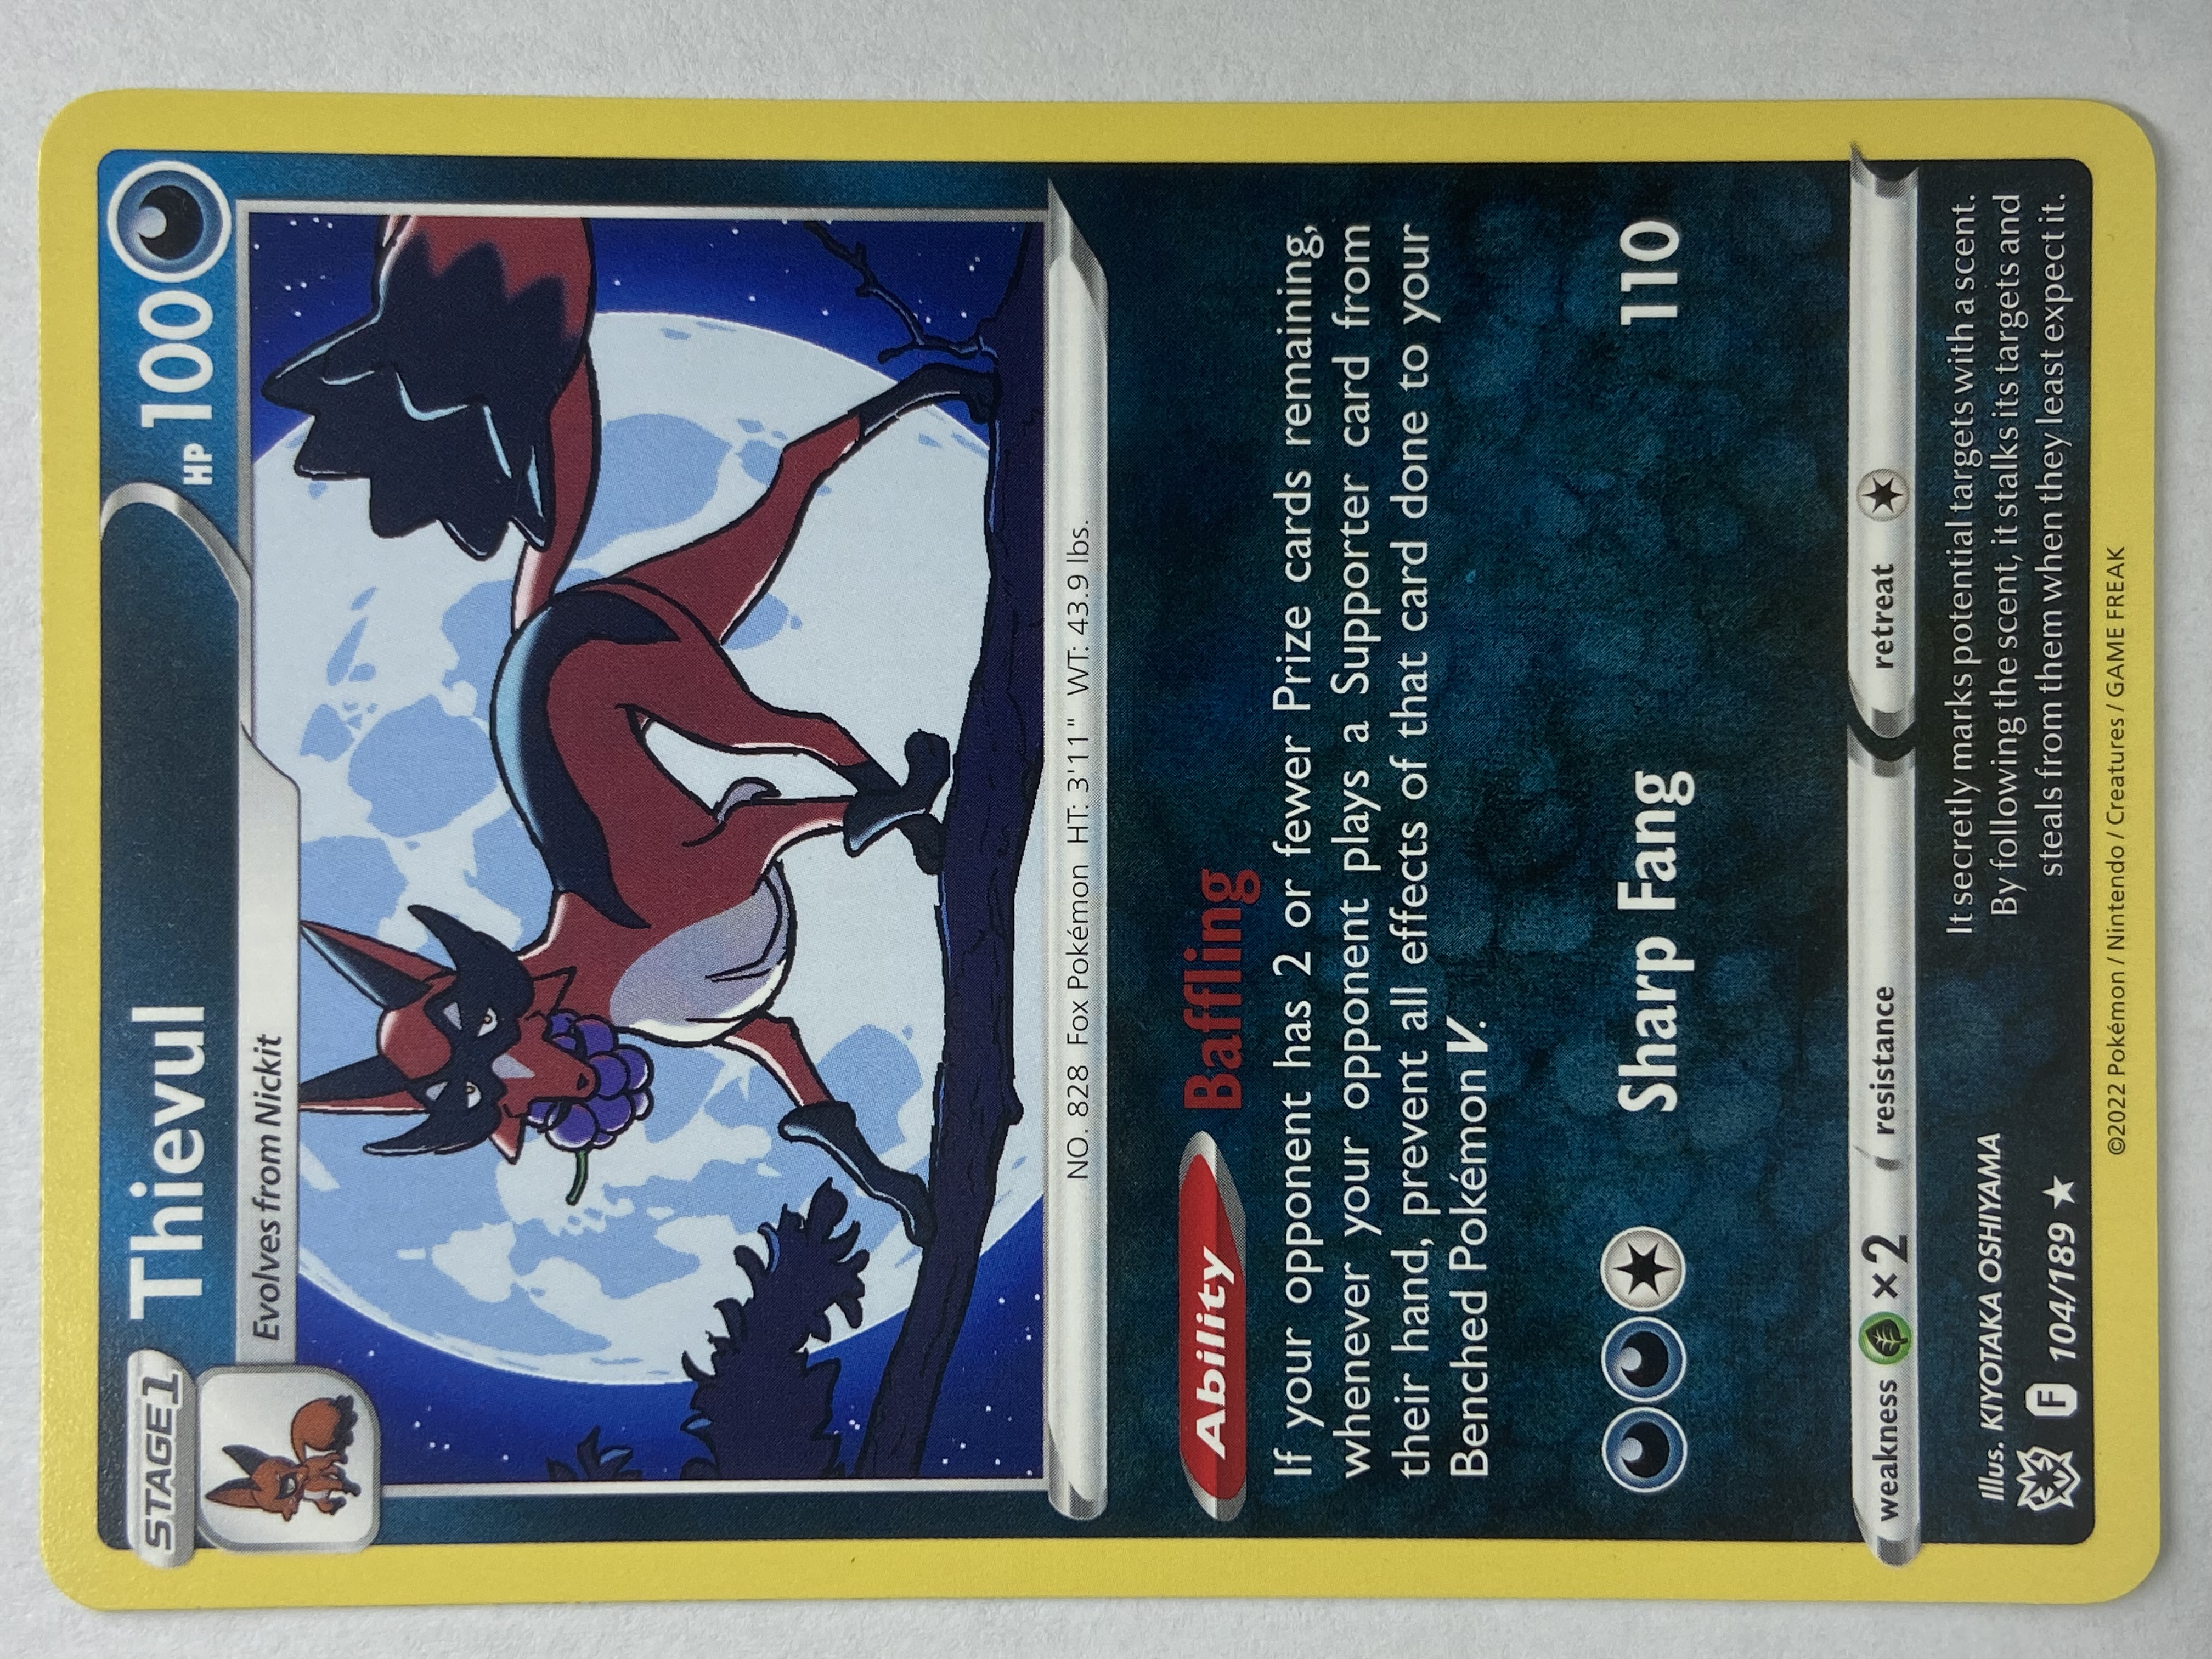 STAGE 1
Thievul
HP 100
Evolves from Nickit
NO. 828 Fox Pokémon HT: 3'11" WT: 43.9 lbs.
Ability
Baffling
If your opponent has 2 or fewer Prize cards remaining,
whenever your opponent plays a Supporter card from
their hand, prevent all effects of that card done to your
Benched Pokémon V.
Sharp Fang 110
weakness ×2 resistance retreat
Illus. KIYOTAKA OSHIYAMA
F 104/189 ★
It secretly marks potential targets with a scent.
By following the scent, it stalks its targets and
steals from them when they least expect it.
©2022 Pokémon / Nintendo / Creatures / GAME FREAK